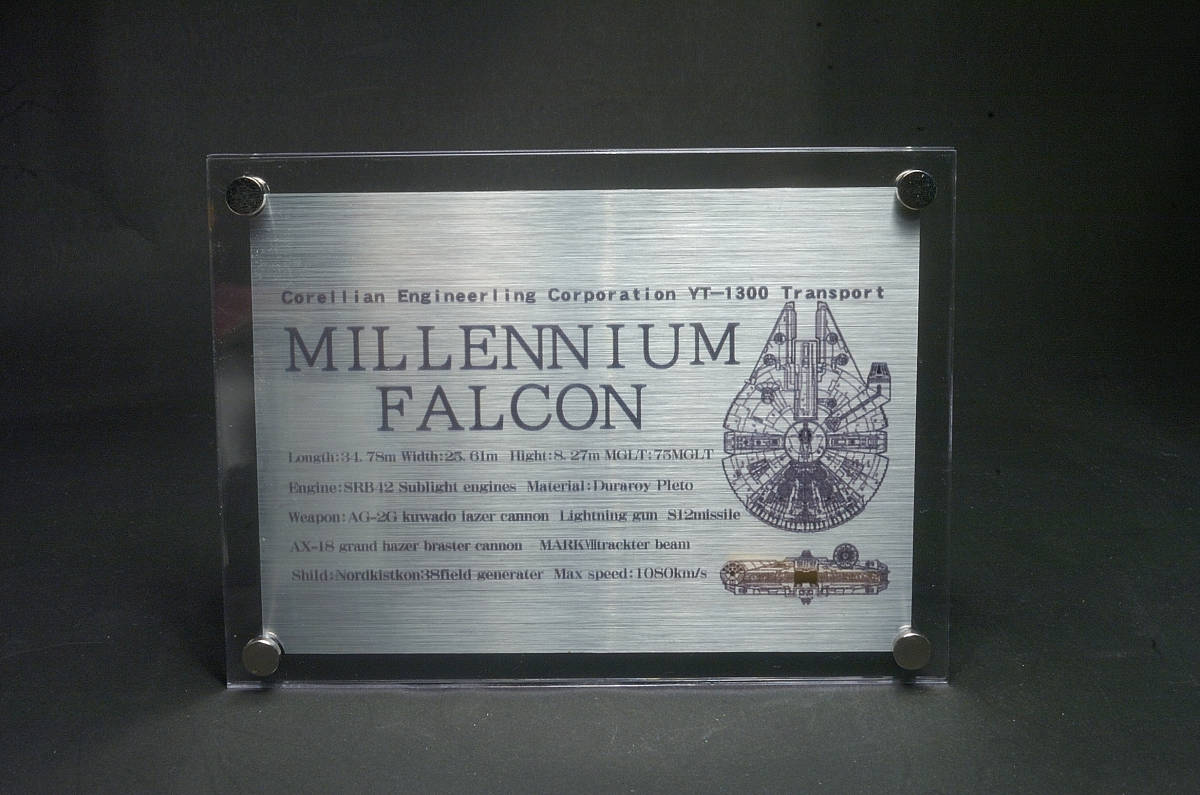 Corellian Engineerling Corporation YT-1300 Transport
MILLENNIUM
FALCON
Length:34. 78m Width:25. 61m Hight:8. 27m MGLT:75MGLT
Engine:SRB42 Sublight engines Material:Duraroy Pleto
Weapon:AG-2G kuwado lazer cannon Lightning gun S12missile
AX-18 grand hazer braster cannon MARKⅧtrackter beam
Shild:Nordkistkon38field generater Max speed:1080km/s